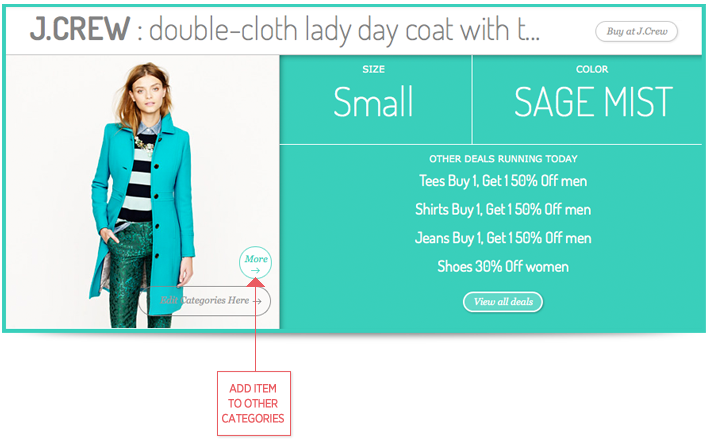 J.CREW : double-cloth lady day coat with t...
Buy at J.Crew
SIZE
Small
COLOR
SAGE MIST
OTHER DEALS RUNNING TODAY
Tees Buy 1, Get 1 50% Off men
Shirts Buy 1, Get 1 50% Off men
Jeans Buy 1, Get 1 50% Off men
Shoes 30% Off women
View all deals
More →
Edit Categories Here →
ADD ITEM
TO OTHER
CATEGORIES